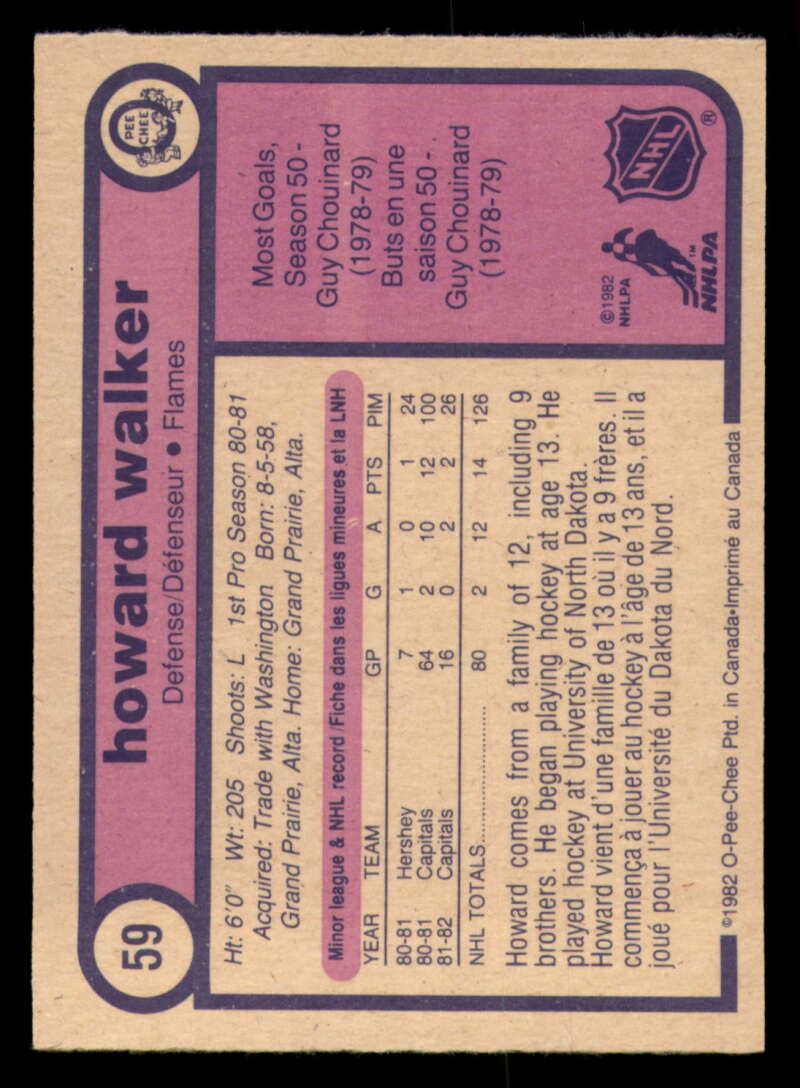 59
howard walker
Defense/Défenseur • Flames
O
PEE
CHEE
Ht: 6'0" Wt: 205 Shoots: L 1st Pro Season 80-81
Acquired: Trade with Washington Born: 8-5-58,
Grand Prairie, Alta. Home: Grand Prairie, Alta.
Minor league & NHL record/Fiche dans les ligues mineures et la LNH
YEAR TEAM GP G A PTS PIM
80-81 Hershey 7 1 0 1 24
80-81 Capitals 64 2 10 12 100
81-82 Capitals 16 0 2 2 26
NHL TOTALS 80 2 12 14 126
Howard comes from a family of 12, including 9
brothers. He began playing hockey at age 13. He
played hockey at University of North Dakota.
Howard vient d'une famille de 13 où il y a 9 frères. Il
commença à jouer au hockey à l'âge de 13 ans, et il a
joué pour l'Université du Dakota du Nord.
Most Goals,
Season 50 -
Guy Chouinard
(1978-79)
Buts en une
saison 50 -
Guy Chouinard
(1978-79)
©1982
NHLPA
TM
NHLPA
NHL
®
©1982 O-Pee-Chee Ptd. in Canada•Imprimé au Canada